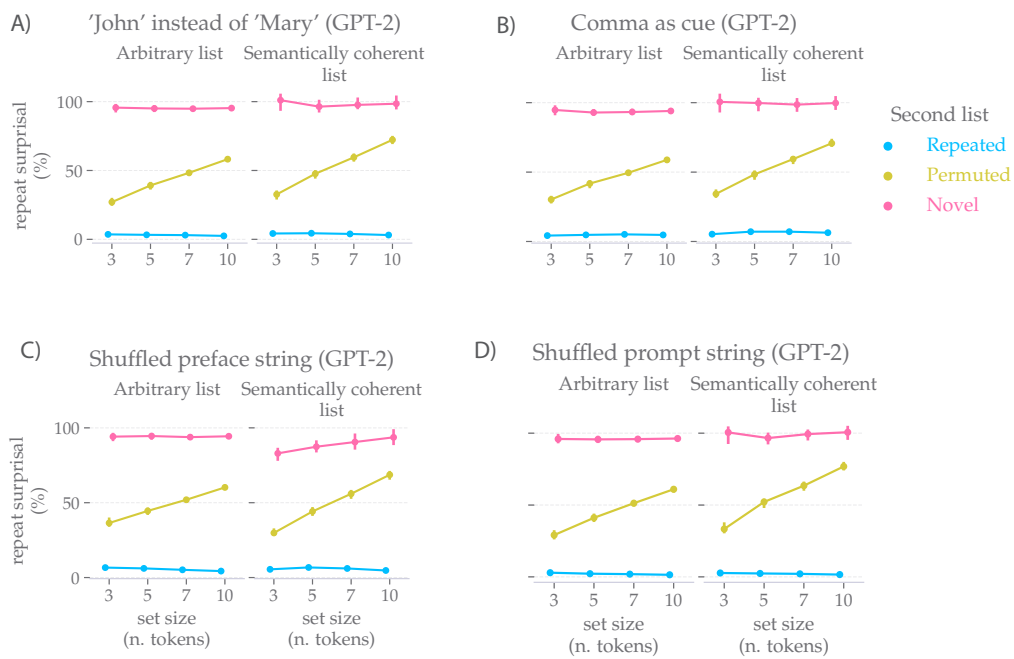 A)
'John' instead of 'Mary' (GPT-2)
Arbitrary list
Semantically coherent
list
repeat surprisal
(%)
100
50
0
3 5 7 10
3 5 7 10
B)
Comma as cue (GPT-2)
Arbitrary list
Semantically coherent
list
3 5 7 10
3 5 7 10
Second list
Repeated
Permuted
Novel
C)
Shuffled preface string (GPT-2)
Arbitrary list
Semantically coherent
list
repeat surprisal
(%)
100
50
0
3 5 7 10
3 5 7 10
set size
(n. tokens)
set size
(n. tokens)
D)
Shuffled prompt string (GPT-2)
Arbitrary list
Semantically coherent
list
3 5 7 10
3 5 7 10
set size
(n. tokens)
set size
(n. tokens)